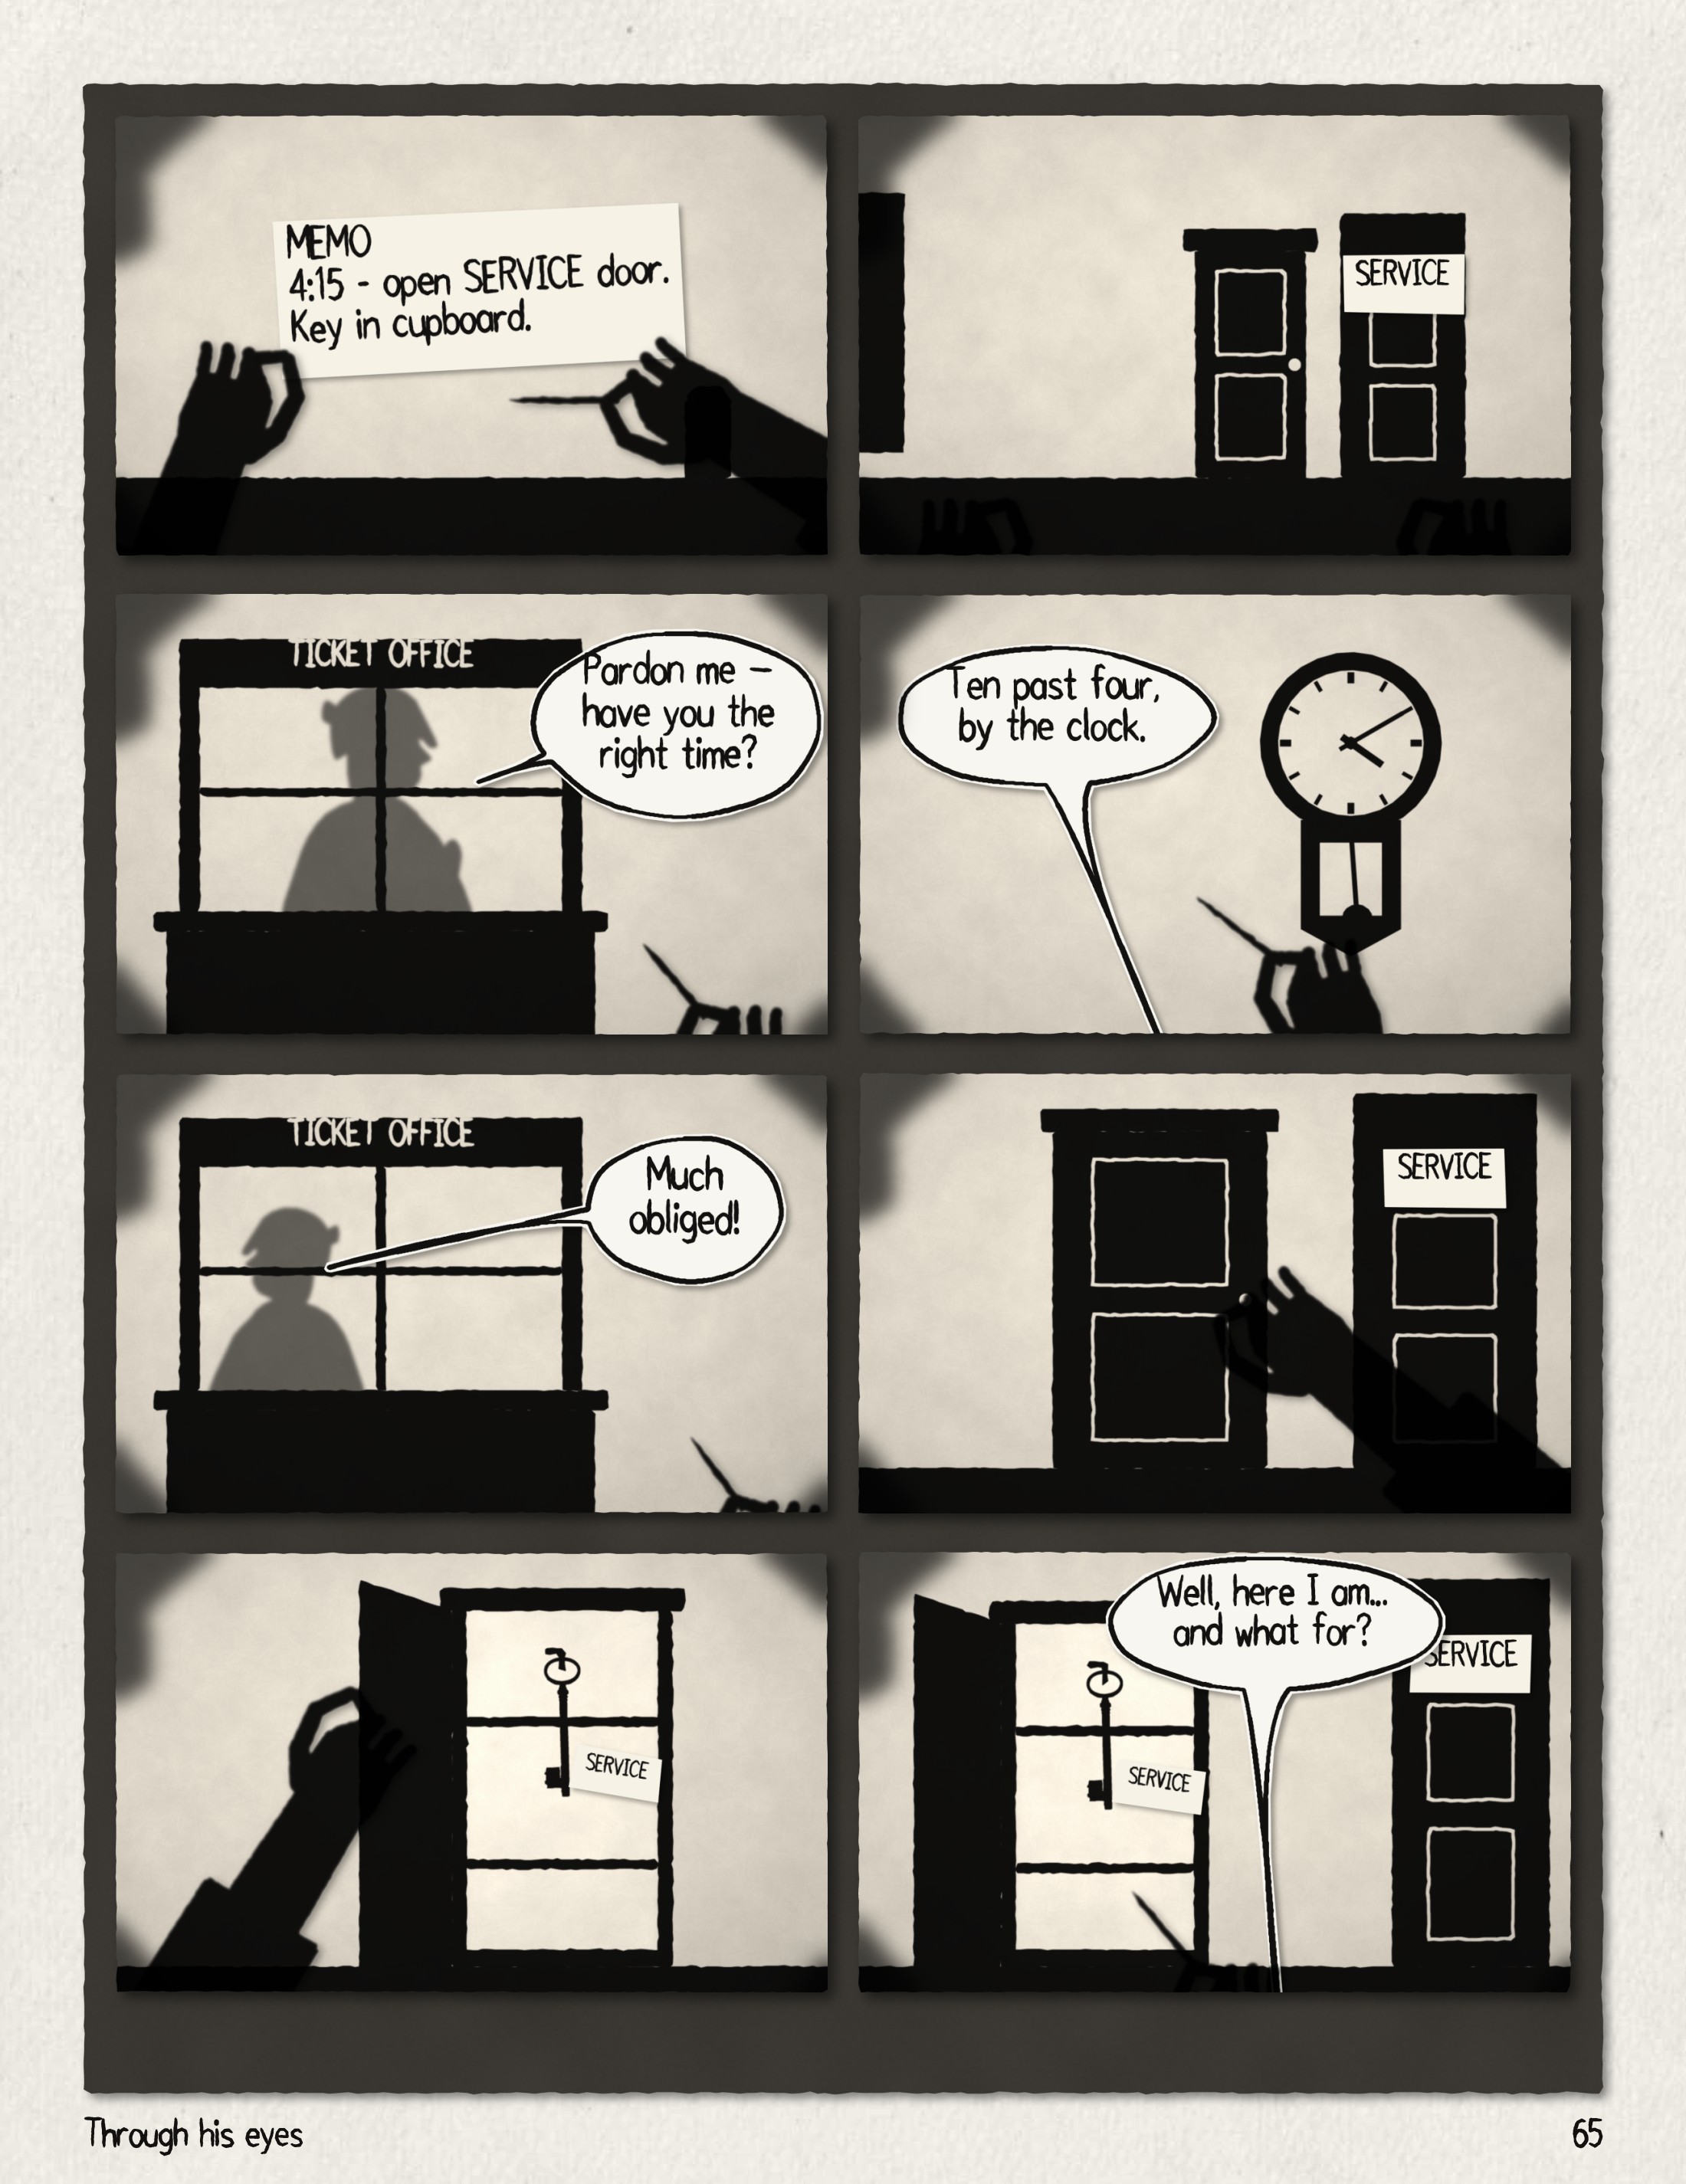 MEMO
4:15 - open SERVICE door.
Key in cupboard.
SERVICE
TICKET OFFICE
Pardon me —
have you the
right time?
Ten past four,
by the clock.
TICKET OFFICE
Much
obliged!
SERVICE
SERVICE
Well, here I am...
and what for?
SERVICE
SERVICE
Through his eyes
65